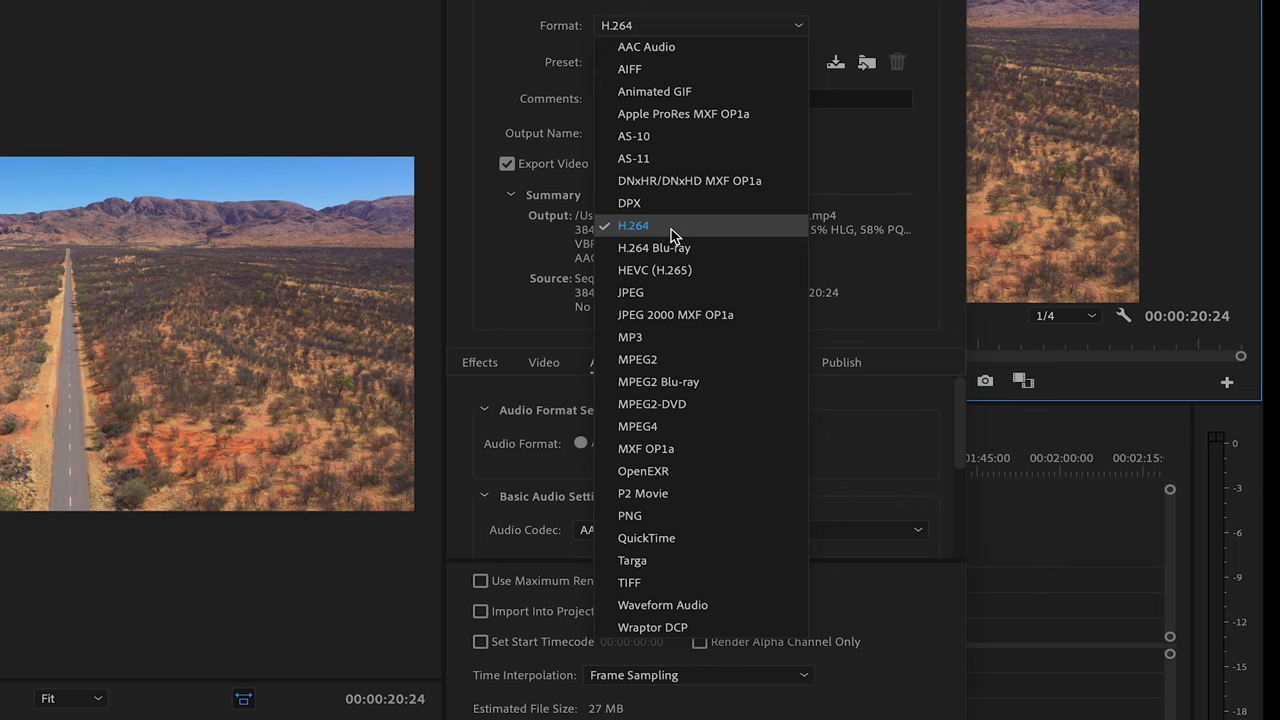 Format:
H.264
AAC Audio
AIFF
Animated GIF
Apple ProRes MXF OP1a
AS-10
AS-11
DNxHR/DNxHD MXF OP1a
DPX
H.264
H.264 Blu-ray
HEVC (H.265)
JPEG
JPEG 2000 MXF OP1a
MP3
MPEG2
MPEG2 Blu-ray
MPEG2-DVD
MPEG4
MXF OP1a
OpenEXR
P2 Movie
PNG
QuickTime
Targa
TIFF
Waveform Audio
Wraptor DCP
Preset:
Comments:
Output Name:
Export Video
Summary
Output: /Us .mp4
384 5% HLG, 58% PQ...
VB
AA
Source: Seq
384 20:24
No
Effects Video Publish
Audio Format Se
Audio Format:
Basic Audio Setti
Audio Codec: AA
Use Maximum Ren
Import Into Project
Set Start Timecode 00:00:00:00 Render Alpha Channel Only
Time Interpolation: Frame Sampling
Estimated File Size: 27 MB
Fit 00:00:20:24
1/4 00:00:20:24
01:45:00 00:02:00:00 00:02:15:
0
-3
-6
-9
-12
-15
-18